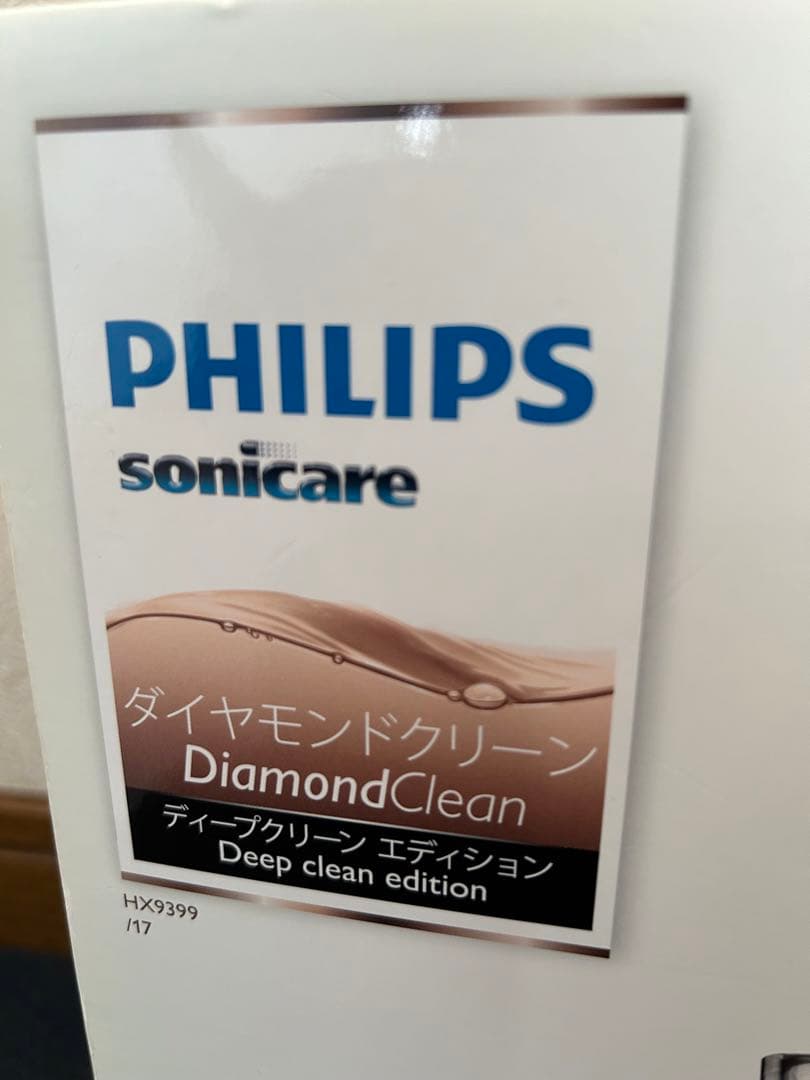 PHILIPS
sonicare
ダイヤモンドクリーン
DiamondClean
ディープクリーン エディション
Deep clean edition
HX9399
/17